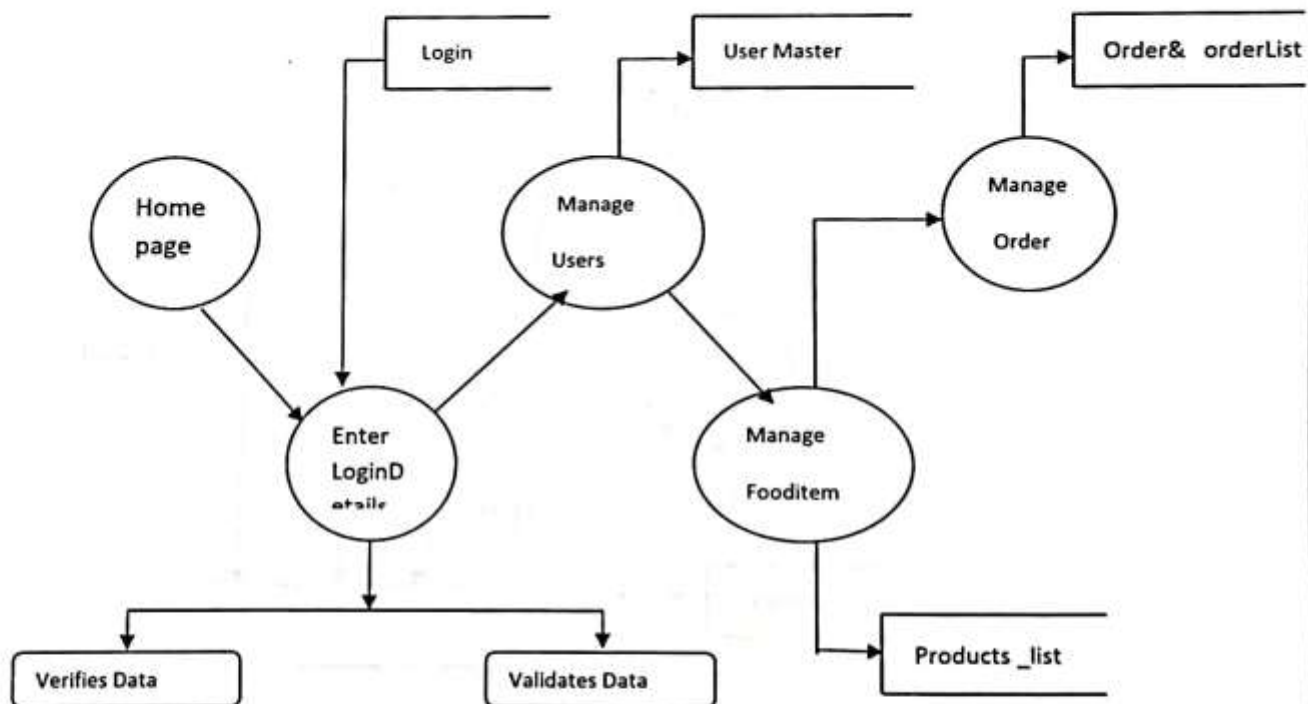 Login
User Master
Order& orderList
Home
page
Manage
Users
Manage
Order
Enter
LoginD
etails
Manage
Fooditem
Products _list
Verifies Data
Validates Data